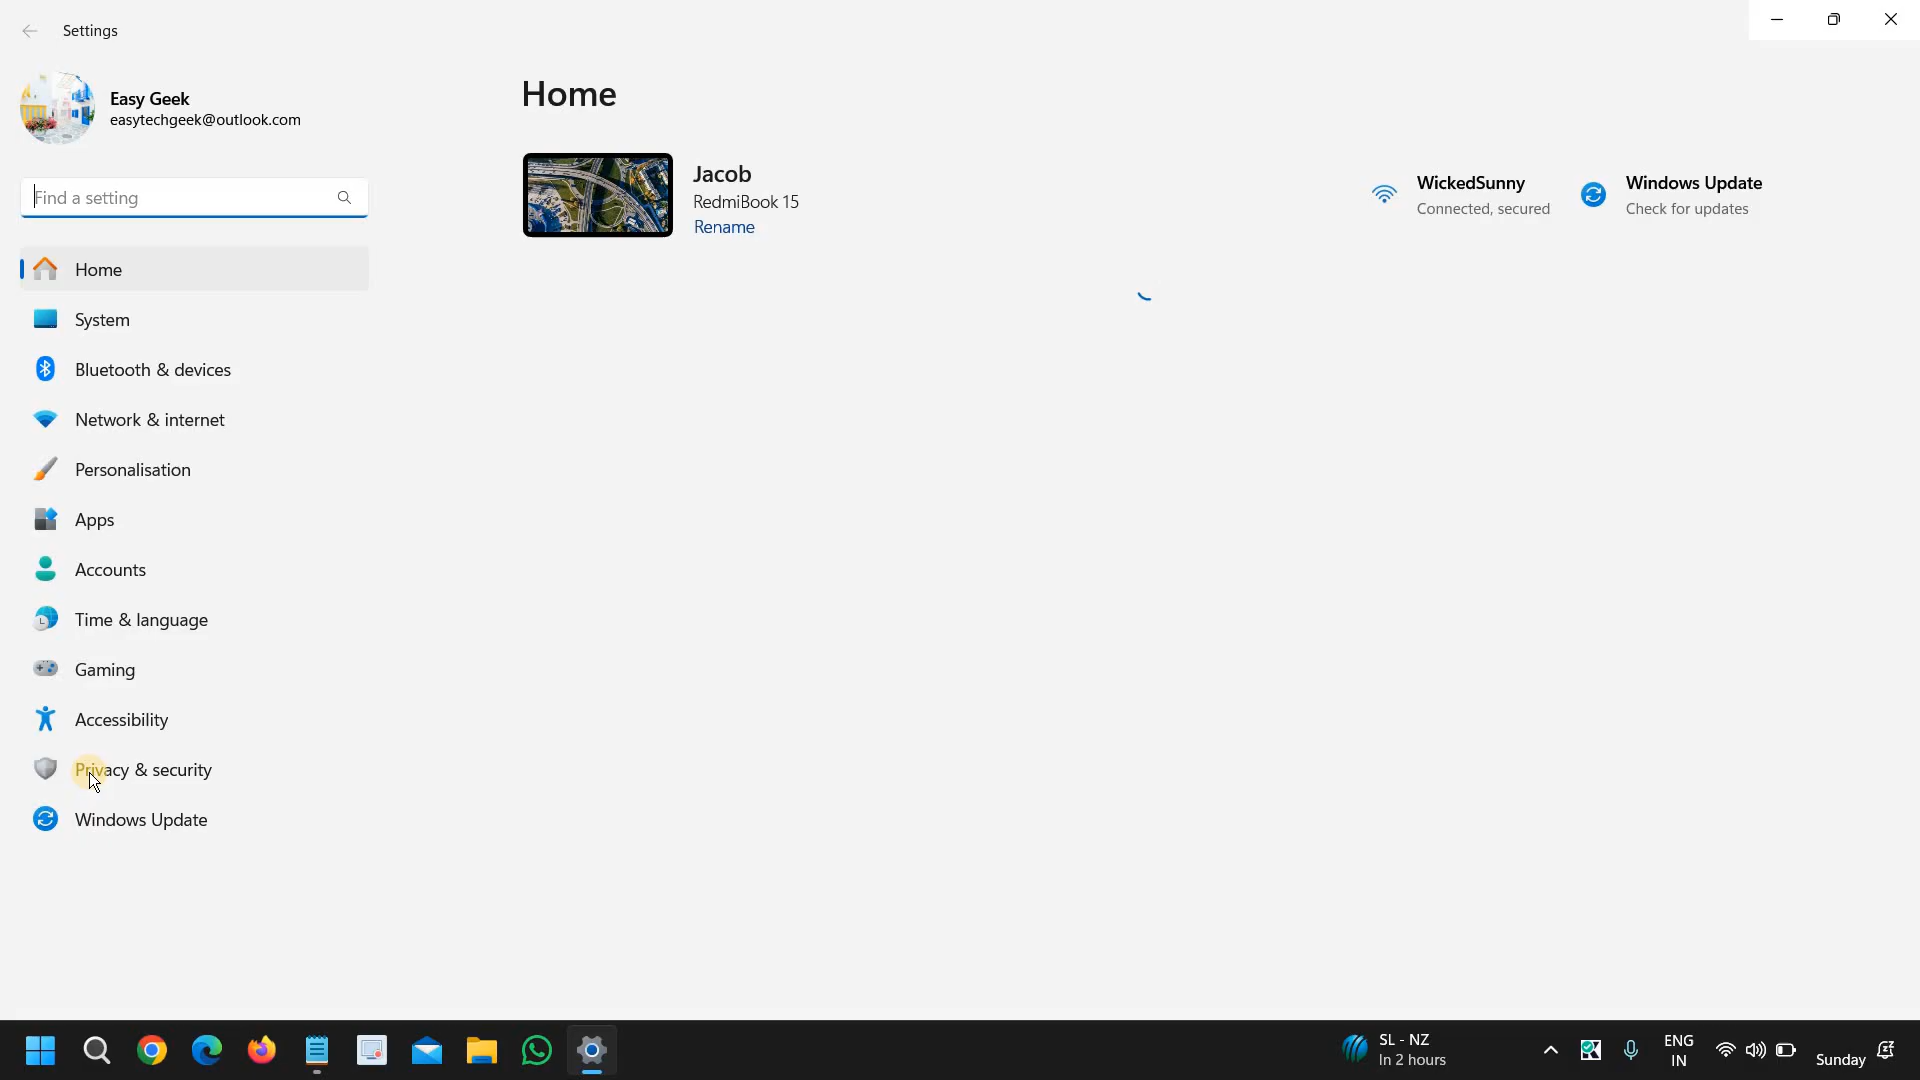 Settings
Easy Geek
easytechgeek@outlook.com
Find a setting
Home
System
Bluetooth & devices
Network & internet
Personalisation
Apps
Accounts
Time & language
Gaming
Accessibility
Privacy & security
Windows Update
Home
Jacob
RedmiBook 15
Rename
WickedSunny
Connected, secured
Windows Update
Check for updates
SL - NZ
In 2 hours
ENG
IN
Sunday